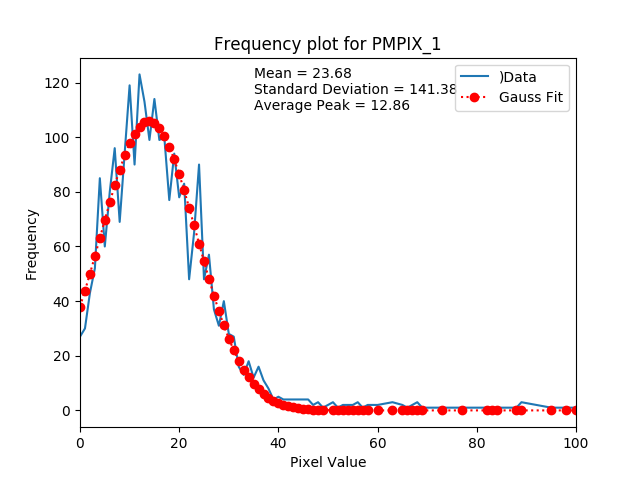 Frequency plot for PMPIX_1
Mean = 23.68
Standard Deviation = 141.38
Average Peak = 12.86
)Data
Gauss Fit
Frequency
120
100
80
60
40
20
0
0 20 40 60 80 100
Pixel Value